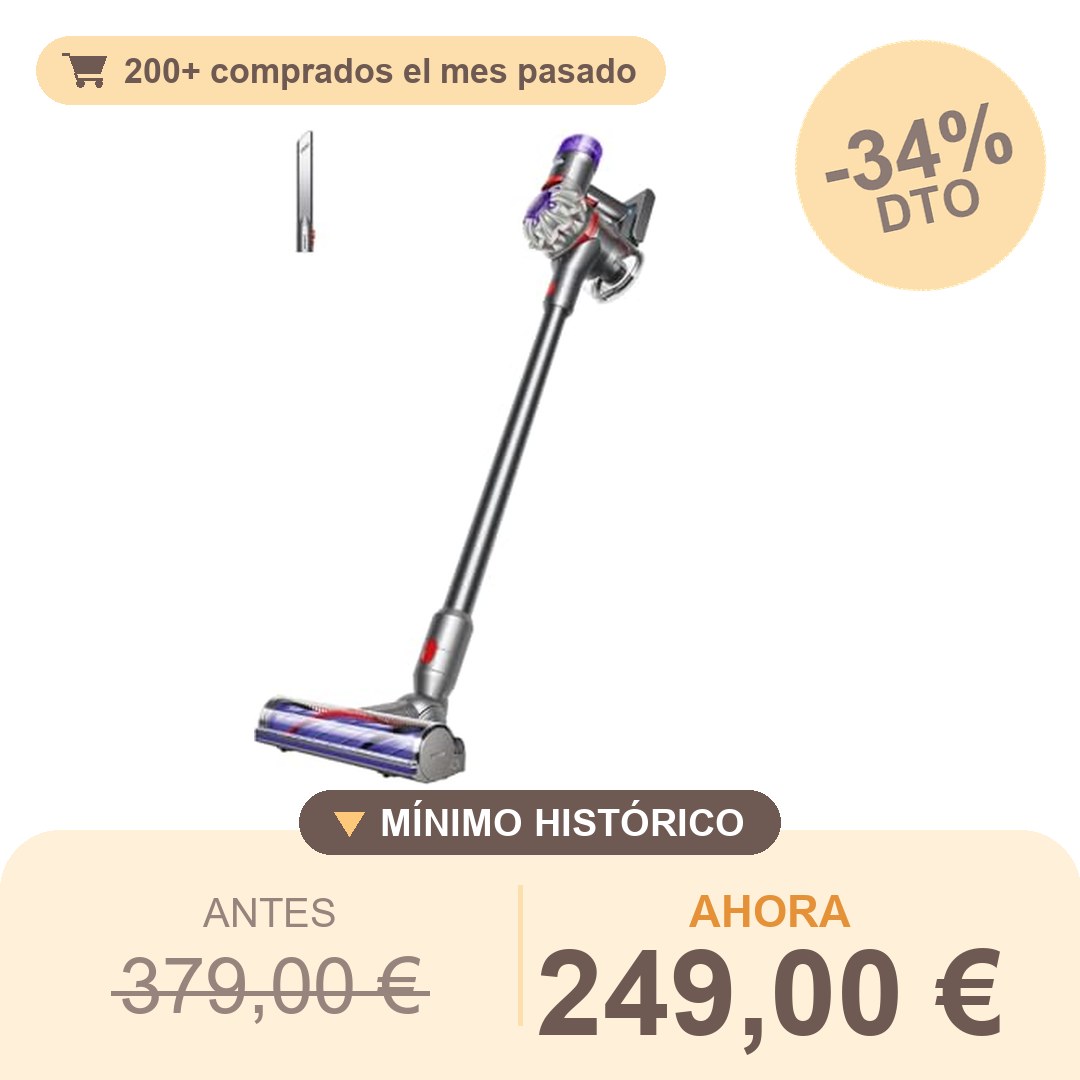 200+ comprados el mes pasado
-34%
DTO
MÍNIMO HISTÓRICO
ANTES
379,00 €
AHORA
249,00 €